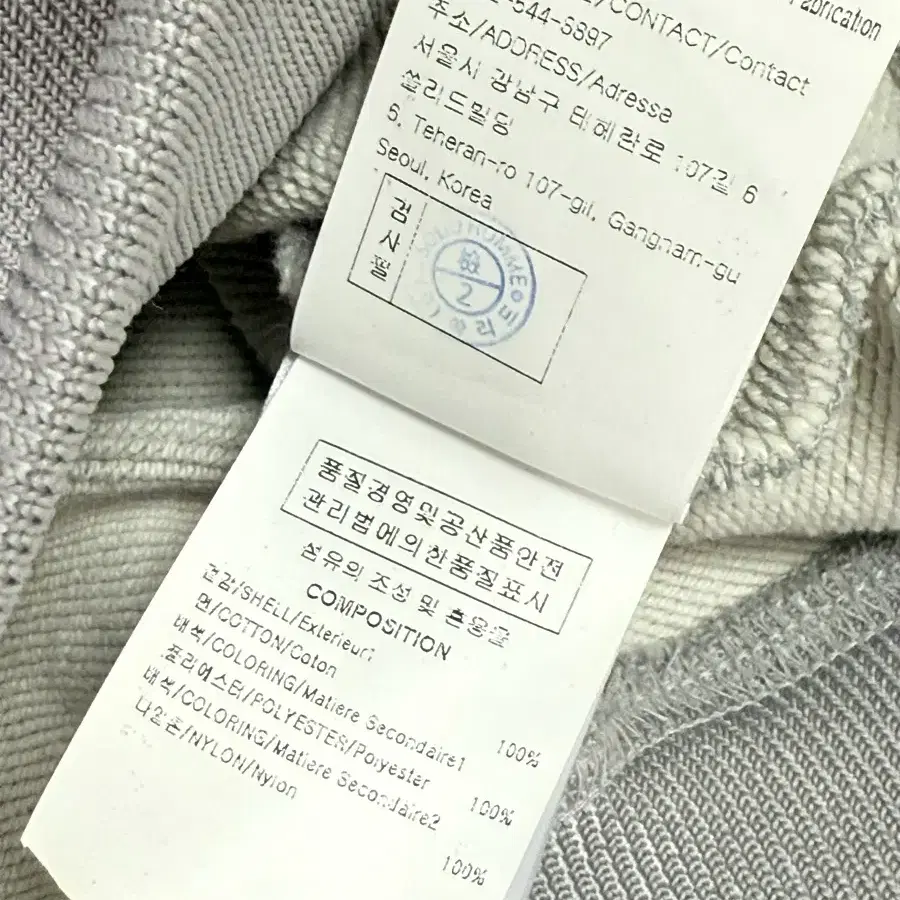 Fabrication
/CONTACT/Contact
-544-6897
주소/ADDRESS/Adresse
서울시 강남구 테헤란로 107길 6
쏠리드빌딩
6, Teheran-ro 107-gil, Gangnam-gu
Seoul, Korea
검사필
2
품질경영및공산품안전
관리법에의한품질표시
섬유의 조성 및 혼용율
COMPOSITION
겉감/SHELL/Exterieur1
면/COTTON/Coton 100%
배색/COLORING/Matiere Secondaire1
폴리에스터/POLYESTER/Polyester 100%
배색/COLORING/Matiere Secondaire2
나일론/NYLON/Nylon 100%